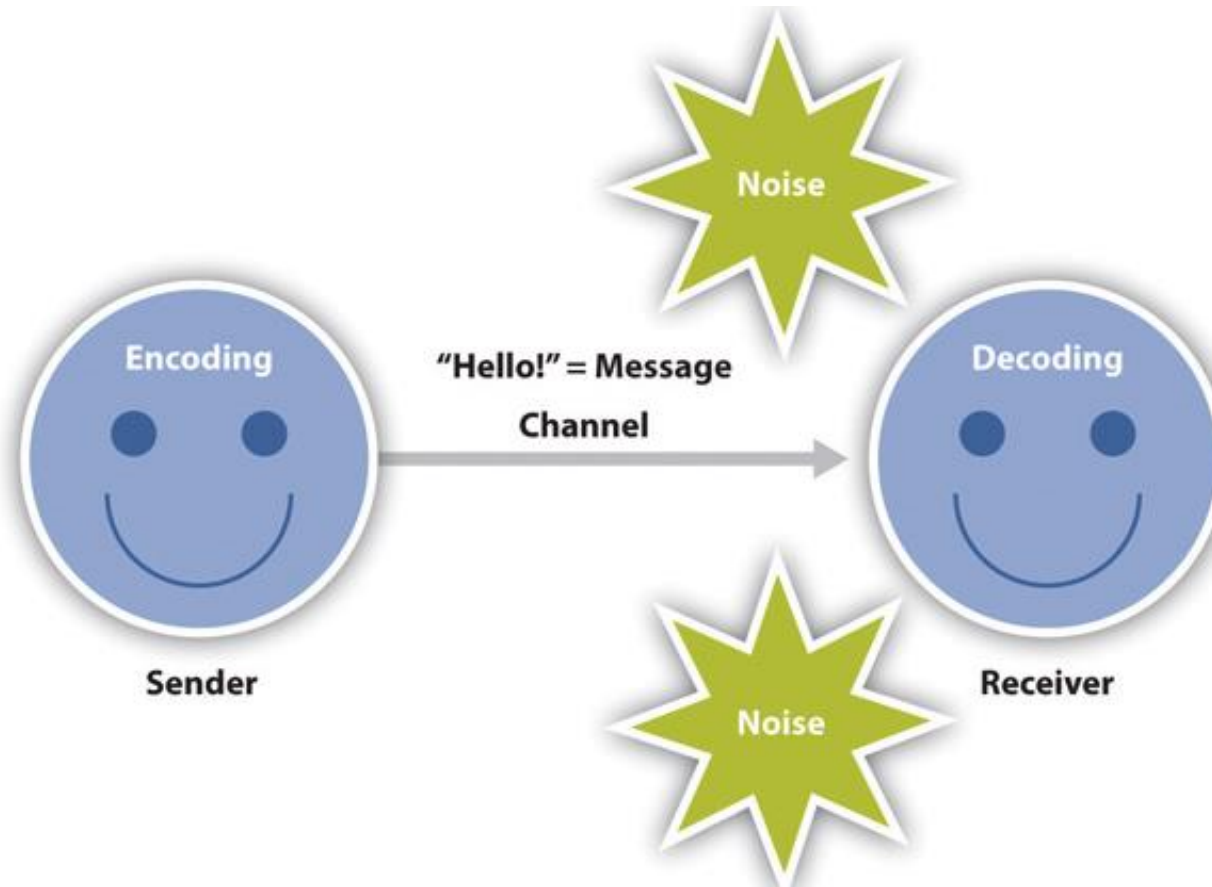 Noise
Encoding
“Hello!” = Message
Channel
Decoding
Sender
Receiver
Noise